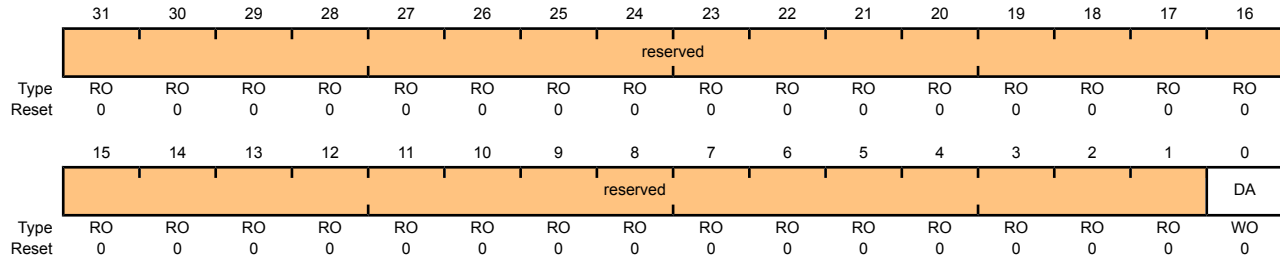 31 30 29 28 27 26 25 24 23 22 21 20 19 18 17 16
reserved
Type RO RO RO RO RO RO RO RO RO RO RO RO RO RO RO RO
Reset 0 0 0 0 0 0 0 0 0 0 0 0 0 0 0 0
15 14 13 12 11 10 9 8 7 6 5 4 3 2 1 0
reserved DA
Type RO RO RO RO RO RO RO RO RO RO RO RO RO RO RO WO
Reset 0 0 0 0 0 0 0 0 0 0 0 0 0 0 0 0